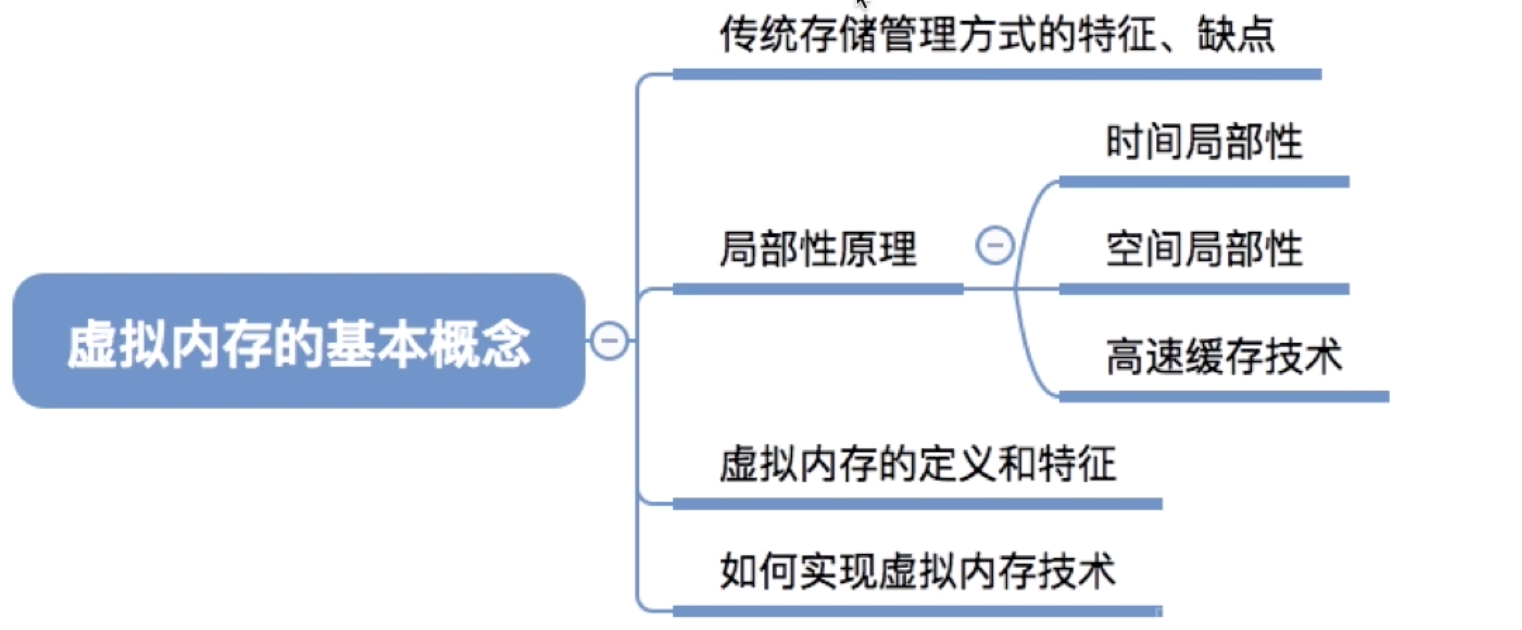 传统存储管理方式的特征、缺点
时间局部性
局部性原理
空间局部性
高速缓存技术
虚拟内存的基本概念
虚拟内存的定义和特征
如何实现虚拟内存技术